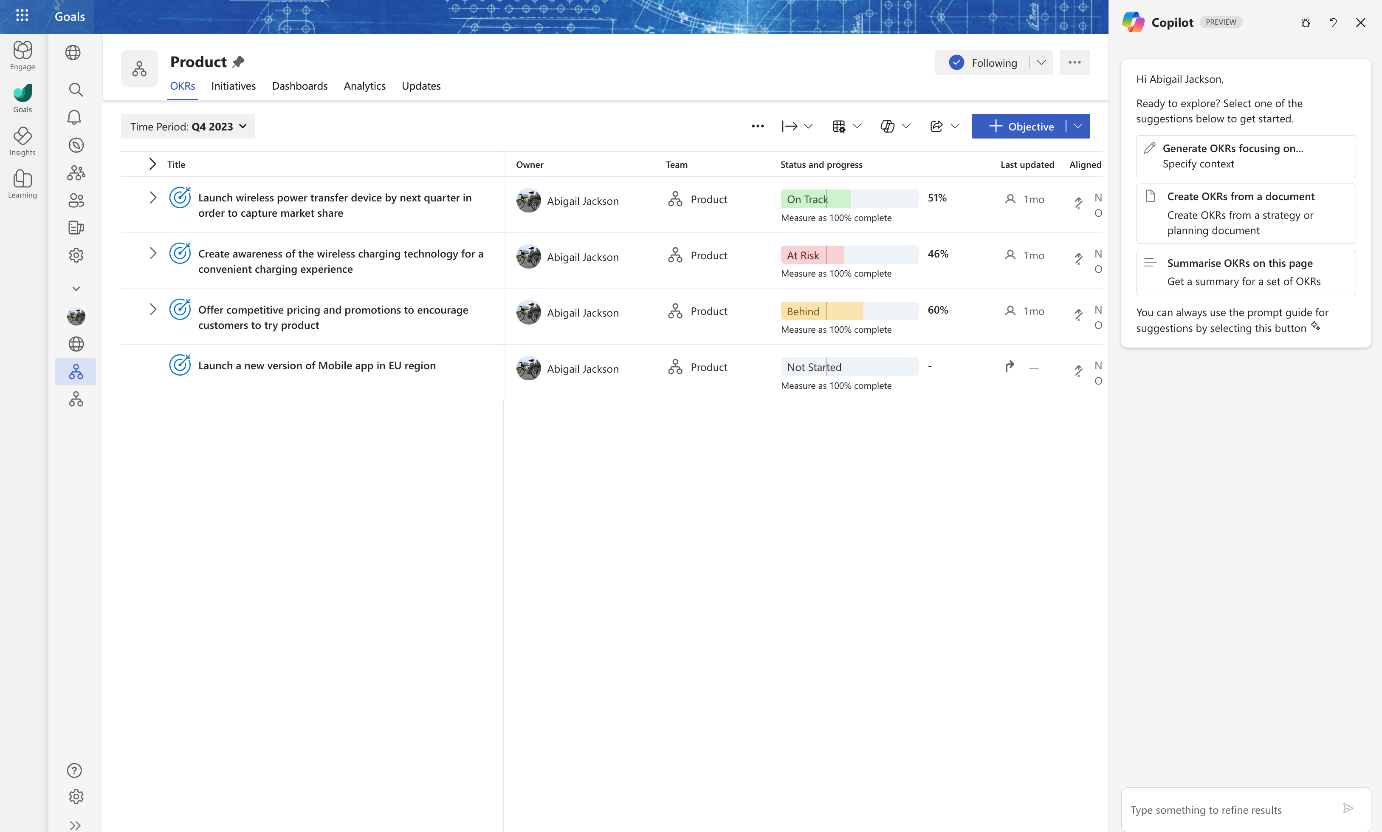 Goals
Engage
Goals
Insights
Learning
Product
Following
OKRs Initiatives Dashboards Analytics Updates
Time Period: Q4 2023
Objective
Title Owner Team Status and progress Last updated Aligned
Launch wireless power transfer device by next quarter in
order to capture market share
Abigail Jackson
Product
On Track
51%
Measure as 100% complete
1mo
N
O
Create awareness of the wireless charging technology for a
convenient charging experience
Abigail Jackson
Product
At Risk
46%
Measure as 100% complete
1mo
N
O
Offer competitive pricing and promotions to encourage
customers to try product
Abigail Jackson
Product
Behind
60%
Measure as 100% complete
1mo
N
O
Launch a new version of Mobile app in EU region
Abigail Jackson
Product
Not Started
-
Measure as 100% complete
—
N
O
Copilot PREVIEW
Hi Abigail Jackson,
Ready to explore? Select one of the
suggestions below to get started.
Generate OKRs focusing on...
Specify context
Create OKRs from a document
Create OKRs from a strategy or
planning document
Summarise OKRs on this page
Get a summary for a set of OKRs
You can always use the prompt guide for
suggestions by selecting this button
Type something to refine results